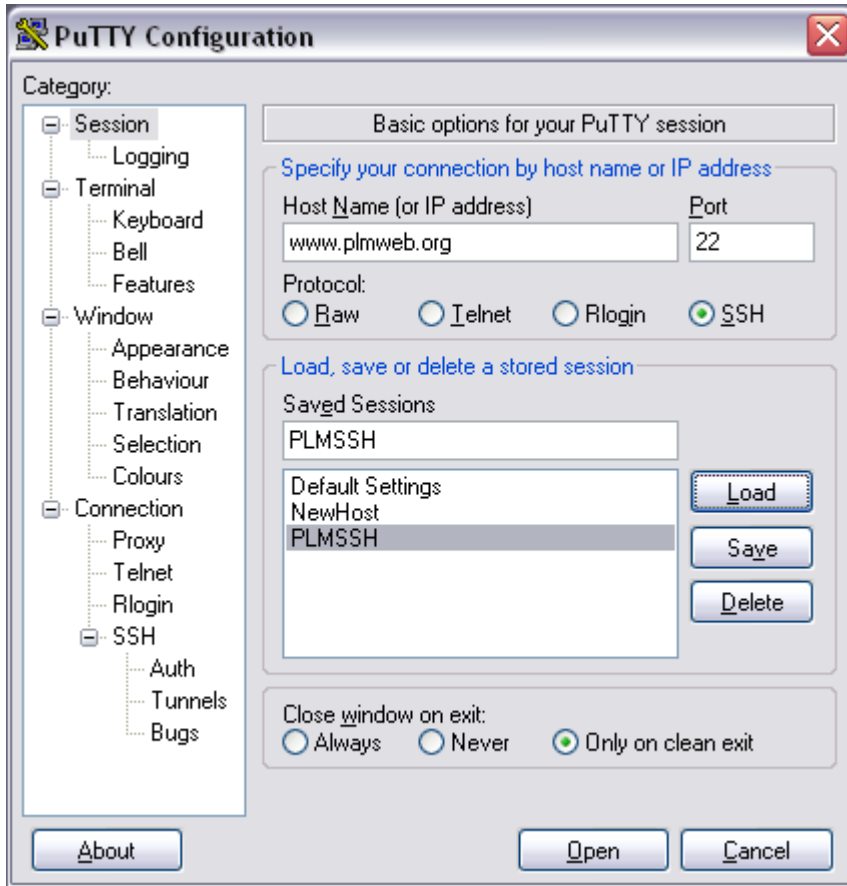 PuTTY Configuration
Category:
Session
Logging
Terminal
Keyboard
Bell
Features
Window
Appearance
Behaviour
Translation
Selection
Colours
Connection
Proxy
Telnet
Rlogin
SSH
Auth
Tunnels
Bugs
Basic options for your PuTTY session
Specify your connection by host name or IP address
Host Name (or IP address) Port
www.plmweb.org 22
Protocol:
Raw Telnet Rlogin SSH
Load, save or delete a stored session
Saved Sessions
PLMSSH
Default Settings
NewHost
PLMSSH
Load
Save
Delete
Close window on exit:
Always Never Only on clean exit
About Open Cancel